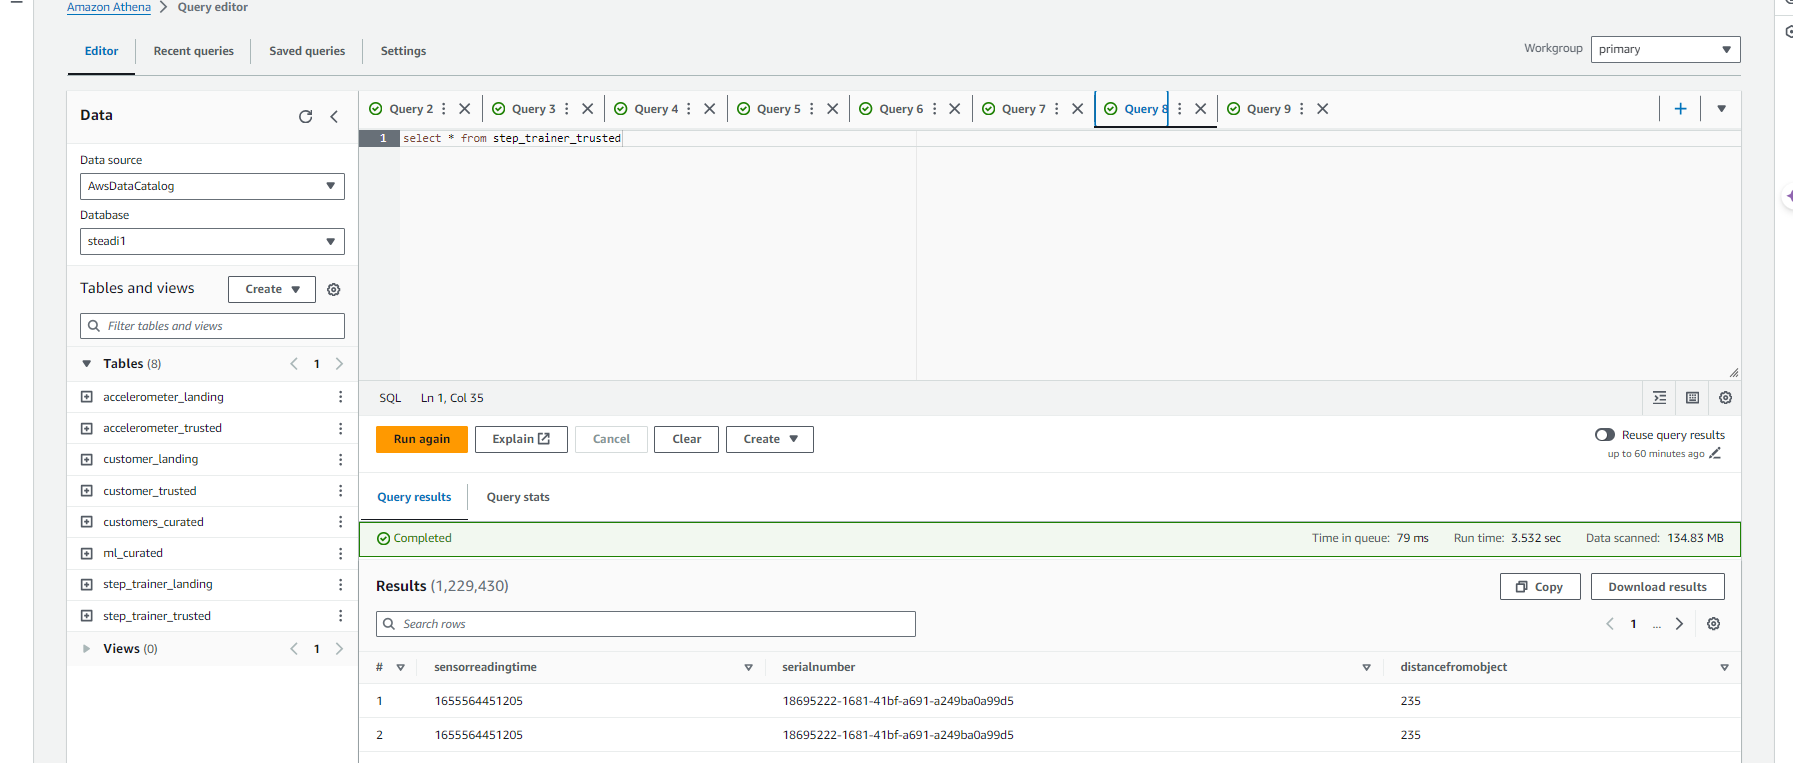 Amazon Athena > Query editor
Editor Recent queries Saved queries Settings
Workgroup primary
Data
Data source
AwsDataCatalog
Database
steadi1
Tables and views Create
Filter tables and views
Tables (8) < 1 >
accelerometer_landing
accelerometer_trusted
customer_landing
customer_trusted
customers_curated
ml_curated
step_trainer_landing
step_trainer_trusted
Views (0) < 1 >
Query 2 Query 3 Query 4 Query 5 Query 6 Query 7 Query 8 Query 9
1 select * from step_trainer_trusted
SQL Ln 1, Col 35
Run again Explain Cancel Clear Create
Reuse query results
up to 60 minutes ago
Query results Query stats
Completed Time in queue: 79 ms Run time: 3.532 sec Data scanned: 134.83 MB
Results (1,229,430) Copy Download results
Search rows < 1 ... >
# sensorreadingtime serialnumber distancefromobject
1 1655564451205 18695222-1681-41bf-a691-a249ba0a99d5 235
2 1655564451205 18695222-1681-41bf-a691-a249ba0a99d5 235